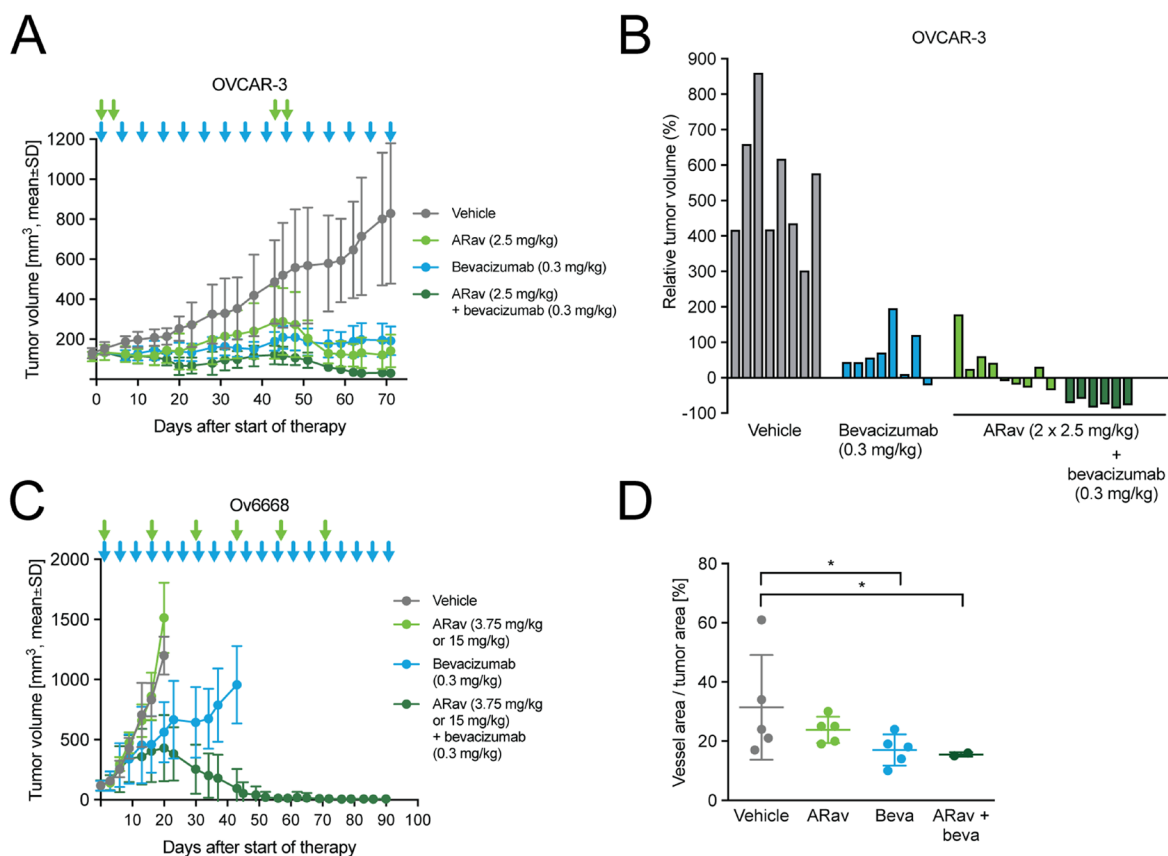 A
OVCAR-3
1200
1000
800
600
400
200
0
Tumor volume [mm³, mean±SD]
0 10 20 30 40 50 60 70
Days after start of therapy
Vehicle
ARav (2.5 mg/kg)
Bevacizumab (0.3 mg/kg)
ARav (2.5 mg/kg)
+ bevacizumab (0.3 mg/kg)
B
OVCAR-3
900
800
700
600
500
400
300
200
100
0
-100
Relative tumor volume (%)
Vehicle
Bevacizumab
(0.3 mg/kg)
ARav (2 x 2.5 mg/kg)
+
bevacizumab
(0.3 mg/kg)
C
Ov6668
2000
1500
1000
500
0
Tumor volume [mm³, mean±SD]
0 10 20 30 40 50 60 70 80 90 100
Days after start of therapy
Vehicle
ARav (3.75 mg/kg
or 15 mg/kg)
Bevacizumab
(0.3 mg/kg)
ARav (3.75 mg/kg
or 15 mg/kg)
+ bevacizumab
(0.3 mg/kg)
D
80
60
40
20
0
Vessel area / tumor area [%]
*
*
Vehicle ARav Beva ARav +
beva